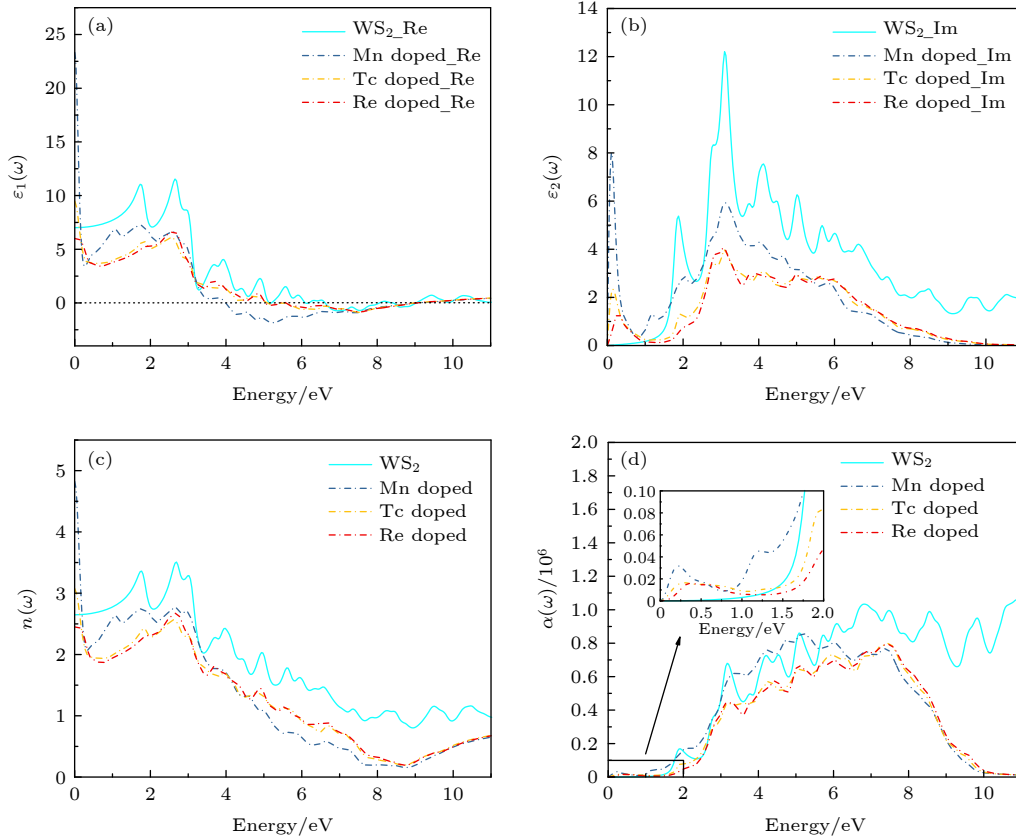 (a)
WS₂_Re
Mn doped_Re
Tc doped_Re
Re doped_Re
25
20
15
10
5
0
ε₁(ω)
0 2 4 6 8 10
Energy/eV
(b)
WS₂_Im
Mn doped_Im
Tc doped_Im
Re doped_Im
14
12
10
8
6
4
2
0
ε₂(ω)
0 2 4 6 8 10
Energy/eV
(c)
WS₂
Mn doped
Tc doped
Re doped
5
4
3
2
1
0
n(ω)
0 2 4 6 8 10
Energy/eV
(d)
WS₂
Mn doped
Tc doped
Re doped
2.0
1.8
1.6
1.4
1.2
1.0
0.8
0.6
0.4
0.2
0
α(ω)/10⁶
0.10
0.08
0.06
0.04
0.02
0
0 0.5 1.0 1.5 2.0
Energy/eV
0 2 4 6 8 10
Energy/eV